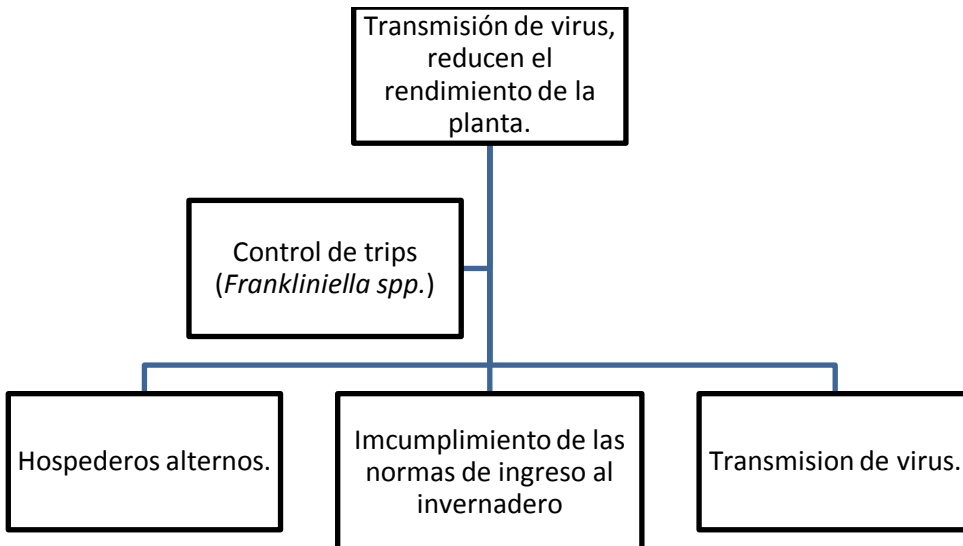 Transmisión de virus,
reducen el
rendimiento de la
planta.
Control de trips
(Frankliniella spp.)
Hospederos alternos.
Imcumplimiento de las
normas de ingreso al
invernadero
Transmision de virus.